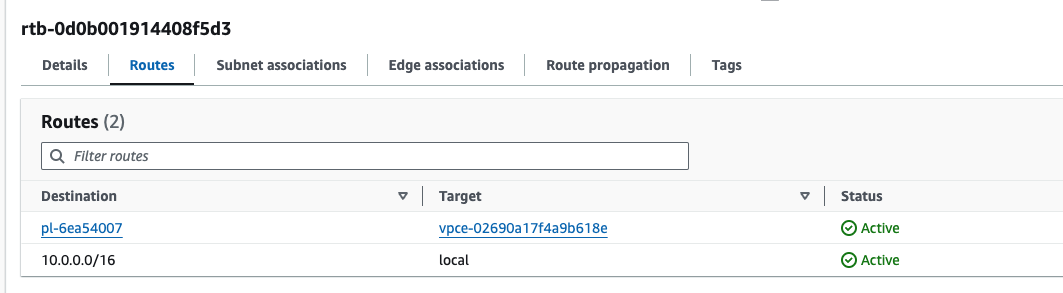 rtb-0d0b001914408f5d3
Details Routes Subnet associations Edge associations Route propagation Tags
Routes (2)
Filter routes
Destination Target Status
pl-6ea54007 vpce-02690a17f4a9b618e Active
10.0.0.0/16 local Active